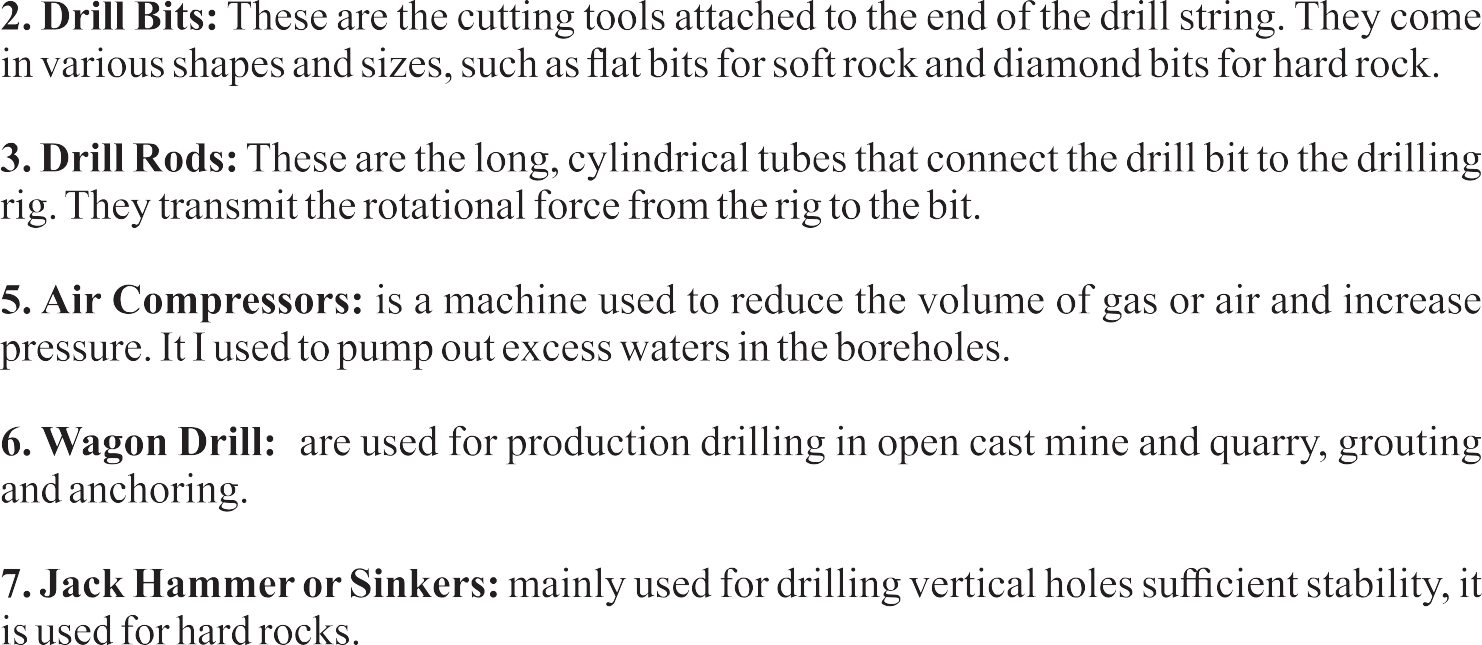 2. Drill Bits: These are the cutting tools attached to the end of the drill string. They come
in various shapes and sizes, such as flat bits for soft rock and diamond bits for hard rock.
3. Drill Rods: These are the long, cylindrical tubes that connect the drill bit to the drilling
rig. They transmit the rotational force from the rig to the bit.
5. Air Compressors: is a machine used to reduce the volume of gas or air and increase
pressure. It I used to pump out excess waters in the boreholes.
6. Wagon Drill: are used for production drilling in open cast mine and quarry, grouting
and anchoring.
7. Jack Hammer or Sinkers: mainly used for drilling vertical holes sufficient stability, it
is used for hard rocks.